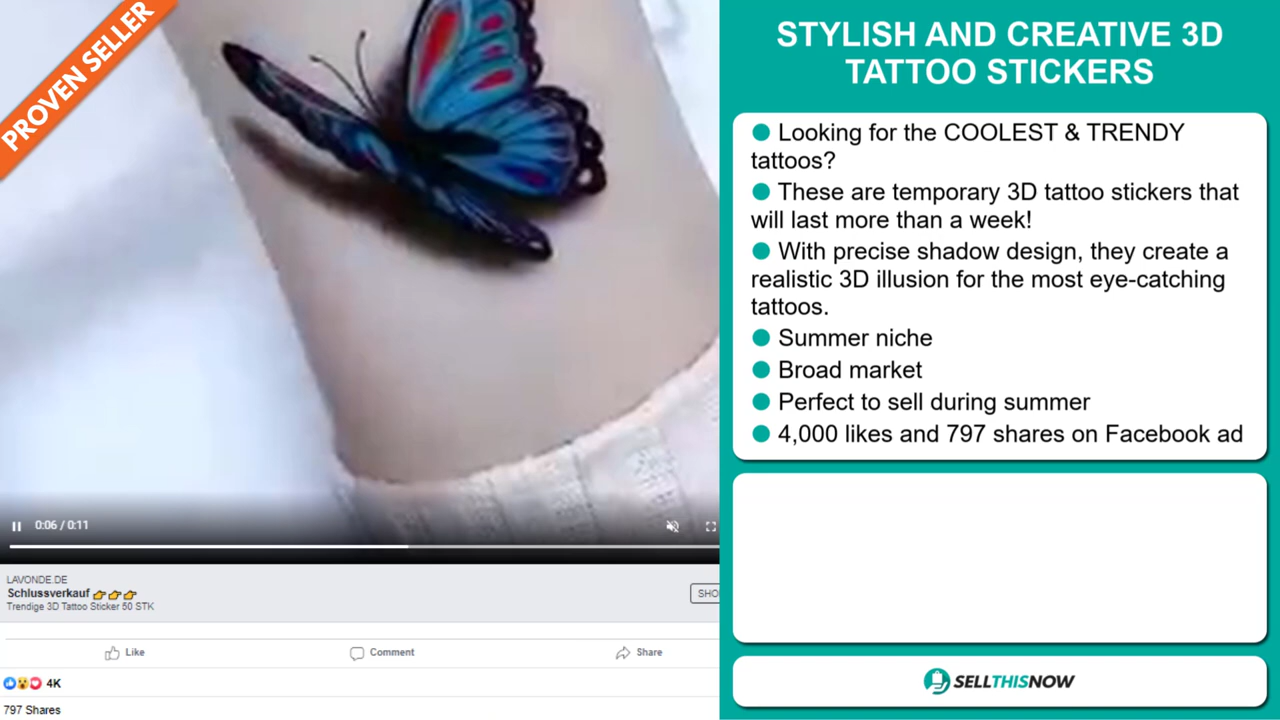 PROVEN SELLER
0:06 / 0:11
LAVONDE.DE
Schlussverkauf 👉👉👉
Trendige 3D Tattoo Sticker 50 STK
SHO
Like
Comment
Share
4K
797 Shares
STYLISH AND CREATIVE 3D
TATTOO STICKERS
Looking for the COOLEST & TRENDY
tattoos?
These are temporary 3D tattoo stickers that
will last more than a week!
With precise shadow design, they create a
realistic 3D illusion for the most eye-catching
tattoos.
Summer niche
Broad market
Perfect to sell during summer
4,000 likes and 797 shares on Facebook ad
SELLTHISNOW